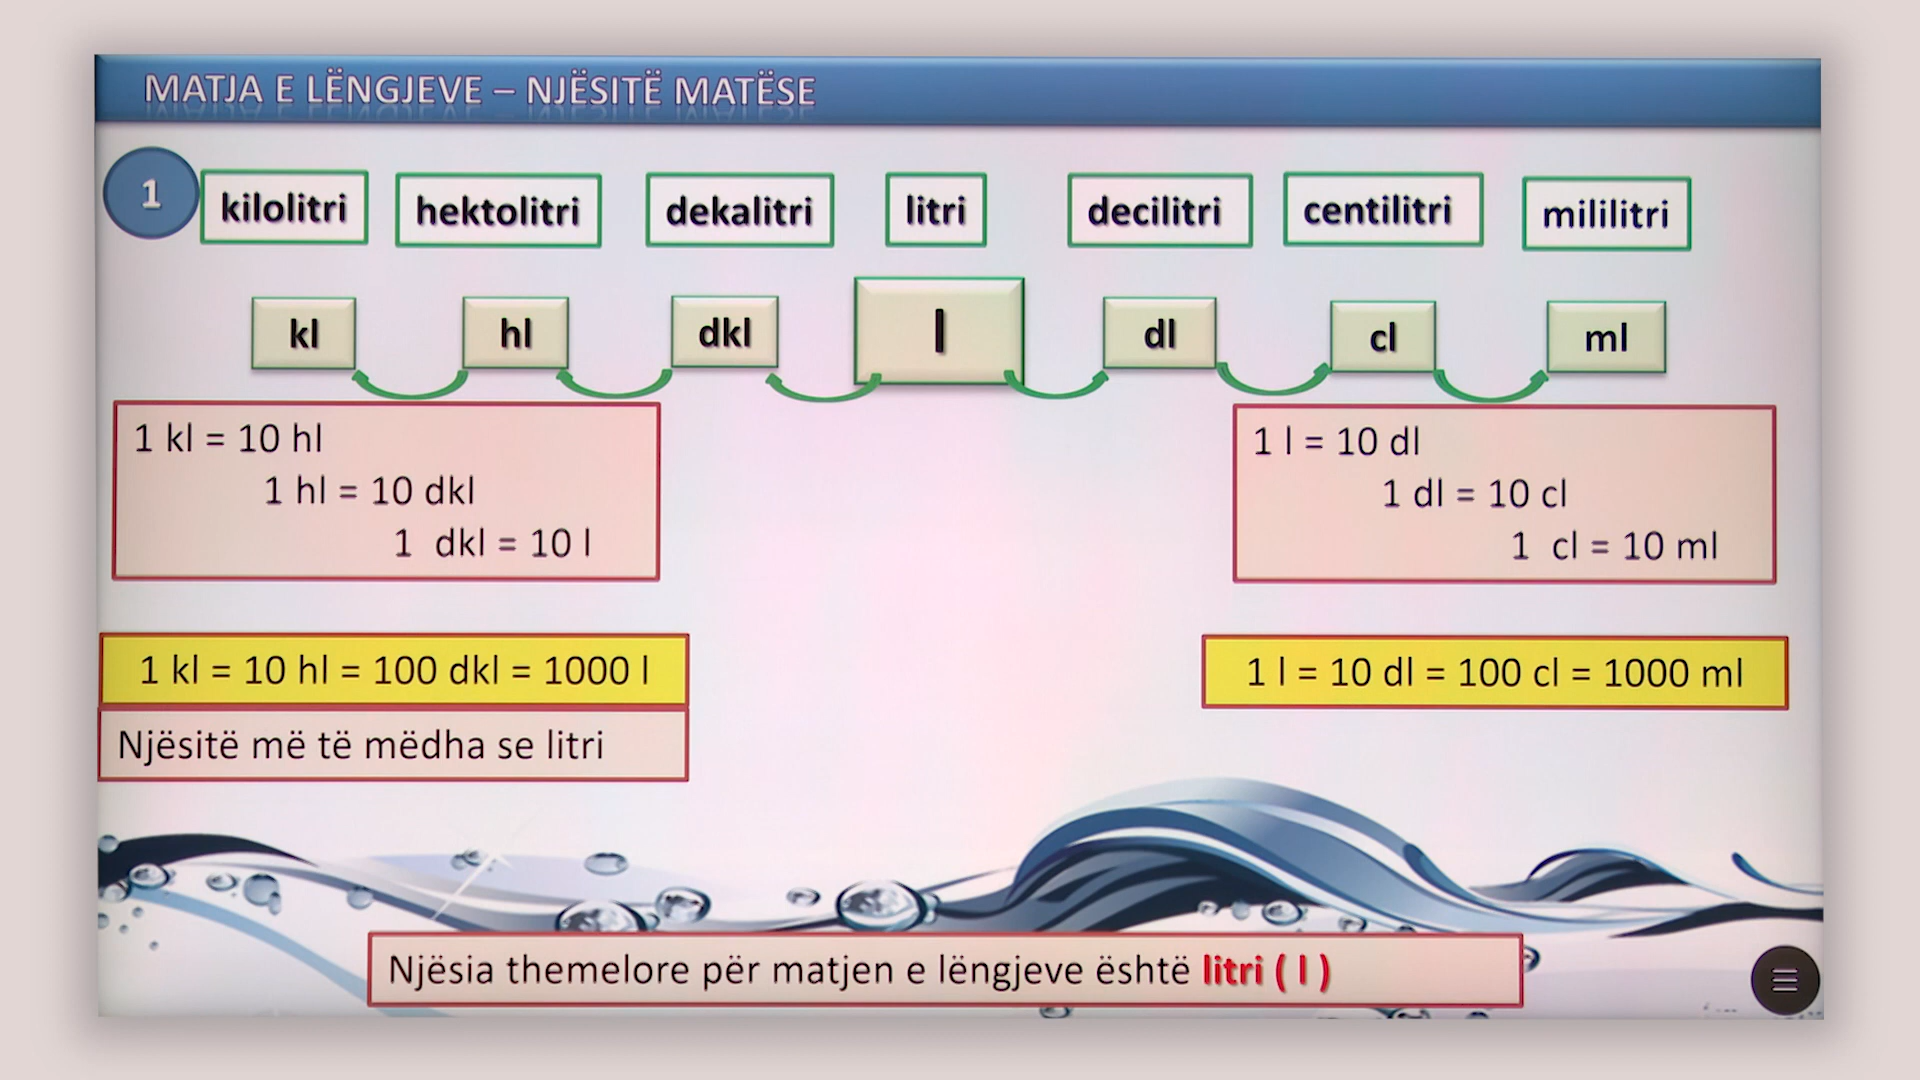 MATJA E LËNGJEVE – NJËSITË MATËSE
1
kilolitri hektolitri dekalitri litri decilitri centilitri mililitri
kl hl dkl l dl cl ml
1 kl = 10 hl
1 hl = 10 dkl
1 dkl = 10 l
1 l = 10 dl
1 dl = 10 cl
1 cl = 10 ml
1 kl = 10 hl = 100 dkl = 1000 l
1 l = 10 dl = 100 cl = 1000 ml
Njësitë më të mëdha se litri
Njësia themelore për matjen e lëngjeve është litri ( l )